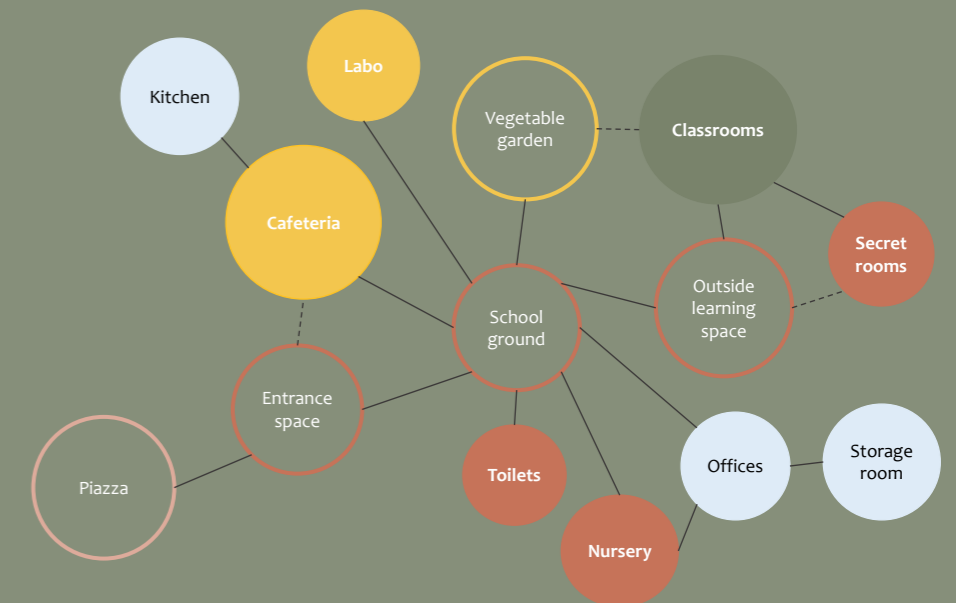 Labo
Kitchen
Vegetable
garden
Classrooms
Cafeteria
Secret
rooms
Outside
learning
space
School
ground
Entrance
space
Piazza
Toilets
Offices
Storage
room
Nursery